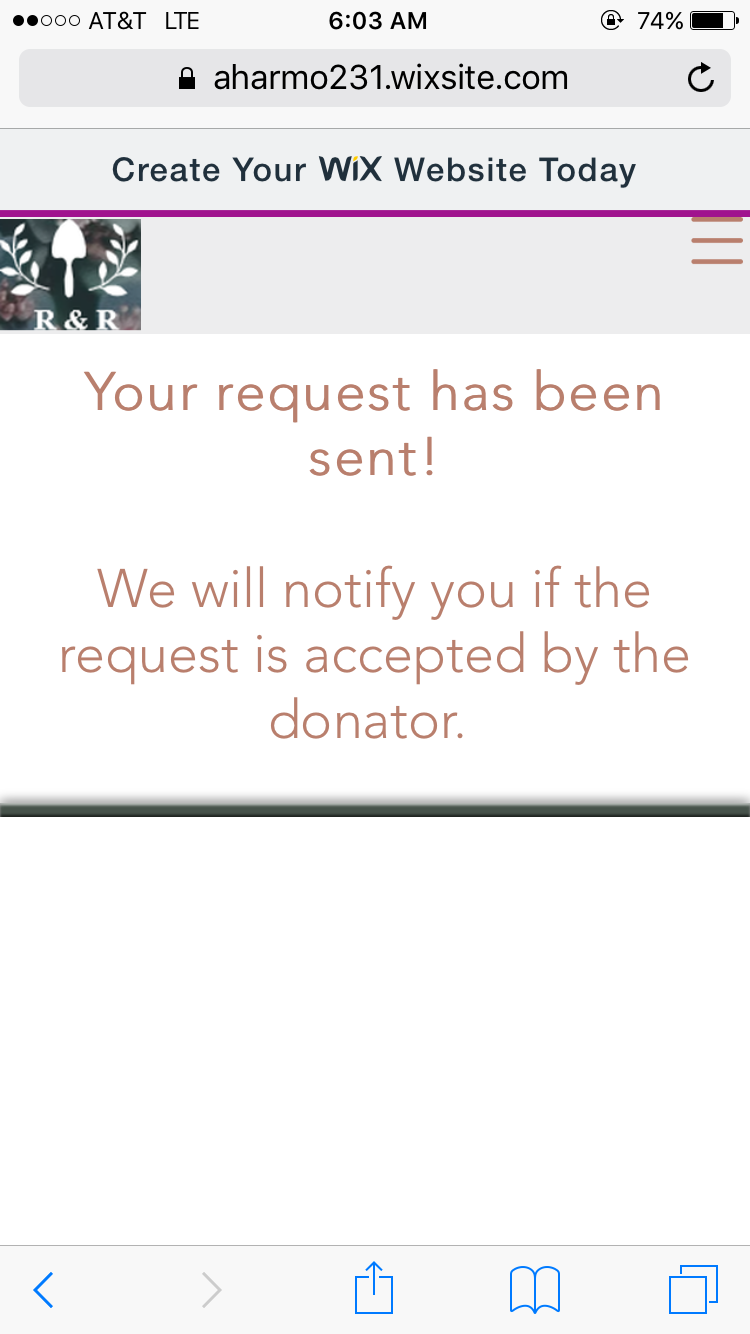 AT&T LTE 6:03 AM 74%
aharmo231.wixsite.com
Create Your WiX Website Today
R & R
Your request has been
sent!
We will notify you if the
request is accepted by the
donator.